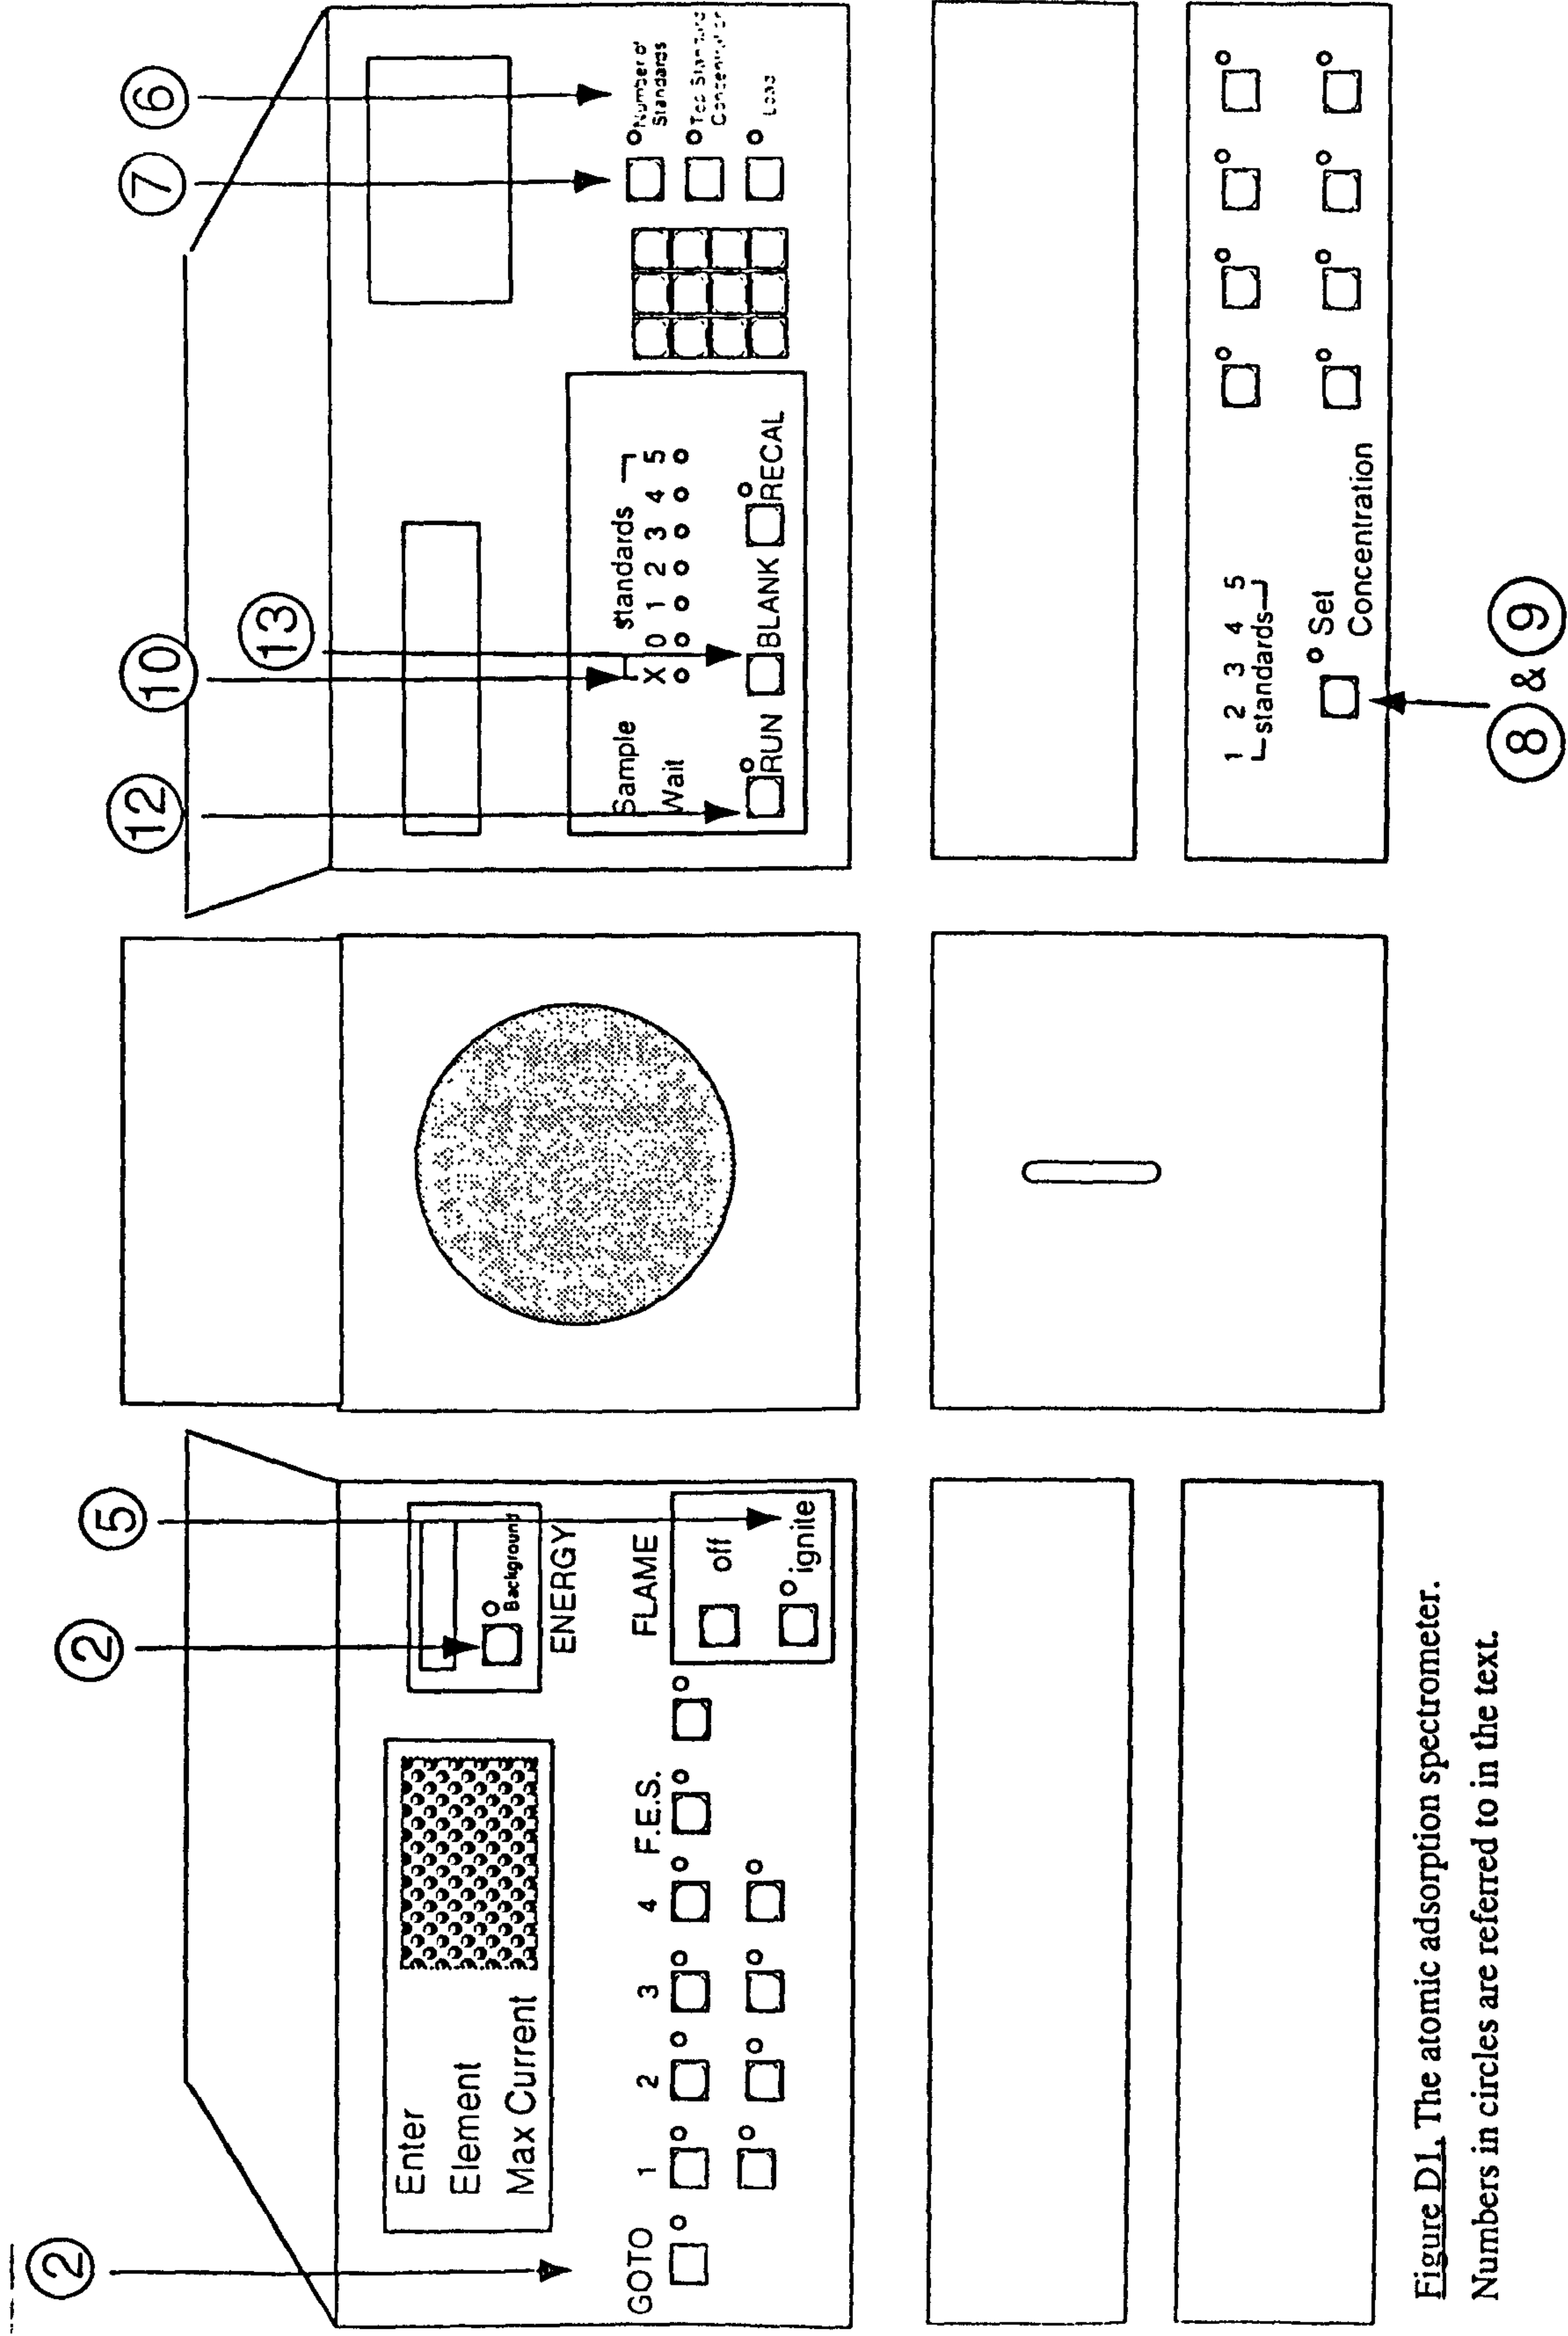 ② ② ⑤ ⑫ ⑩ ⑬ ⑦ ⑥
Enter
Element
Max Current
Background
ENERGY
GOTO 1 2 3 4 F.E.S.
FLAME
off
ignite
Sample
Wait
standards
X 0 1 2 3 4 5
RUN BLANK RECAL
Number of
Standards
Top Standard
Concentration
Load
1 2 3 4 5
standards
Set
Concentration
⑧ & ⑨
Figure D1. The atomic adsorption spectrometer.
Numbers in circles are referred to in the text.